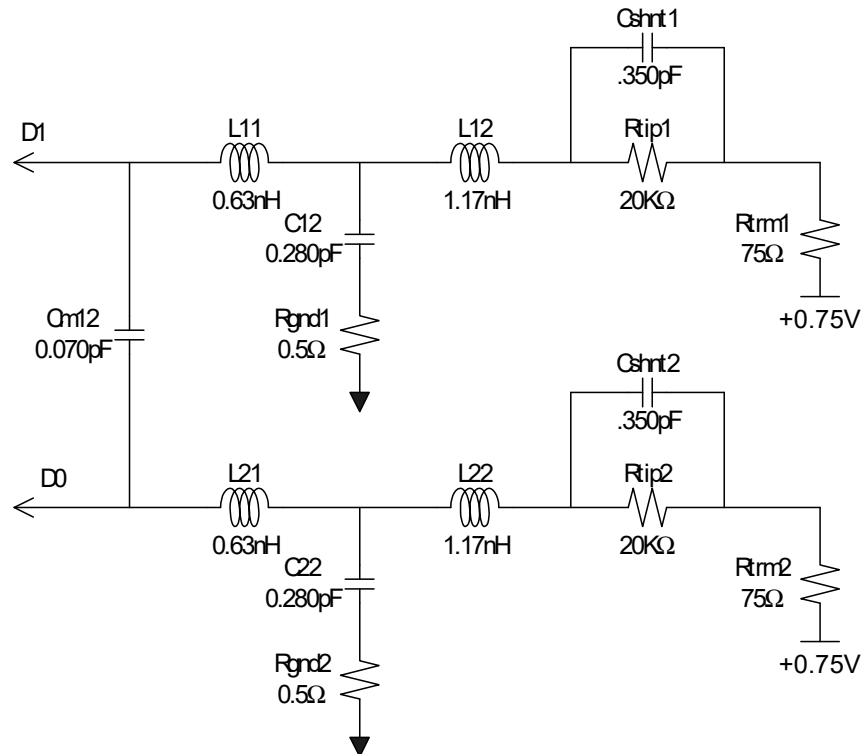 Cshnt1
.350pF
D1
L11
L12
Rtip1
0.63nH
1.17nH
20KΩ
C12
0.280pF
Rtrm1
75Ω
Cm12
0.070pF
Rgnd1
0.5Ω
+0.75V
Cshnt2
.350pF
D0
L21
L22
Rtip2
0.63nH
1.17nH
20KΩ
C22
0.280pF
Rtrm2
75Ω
Rgnd2
0.5Ω
+0.75V